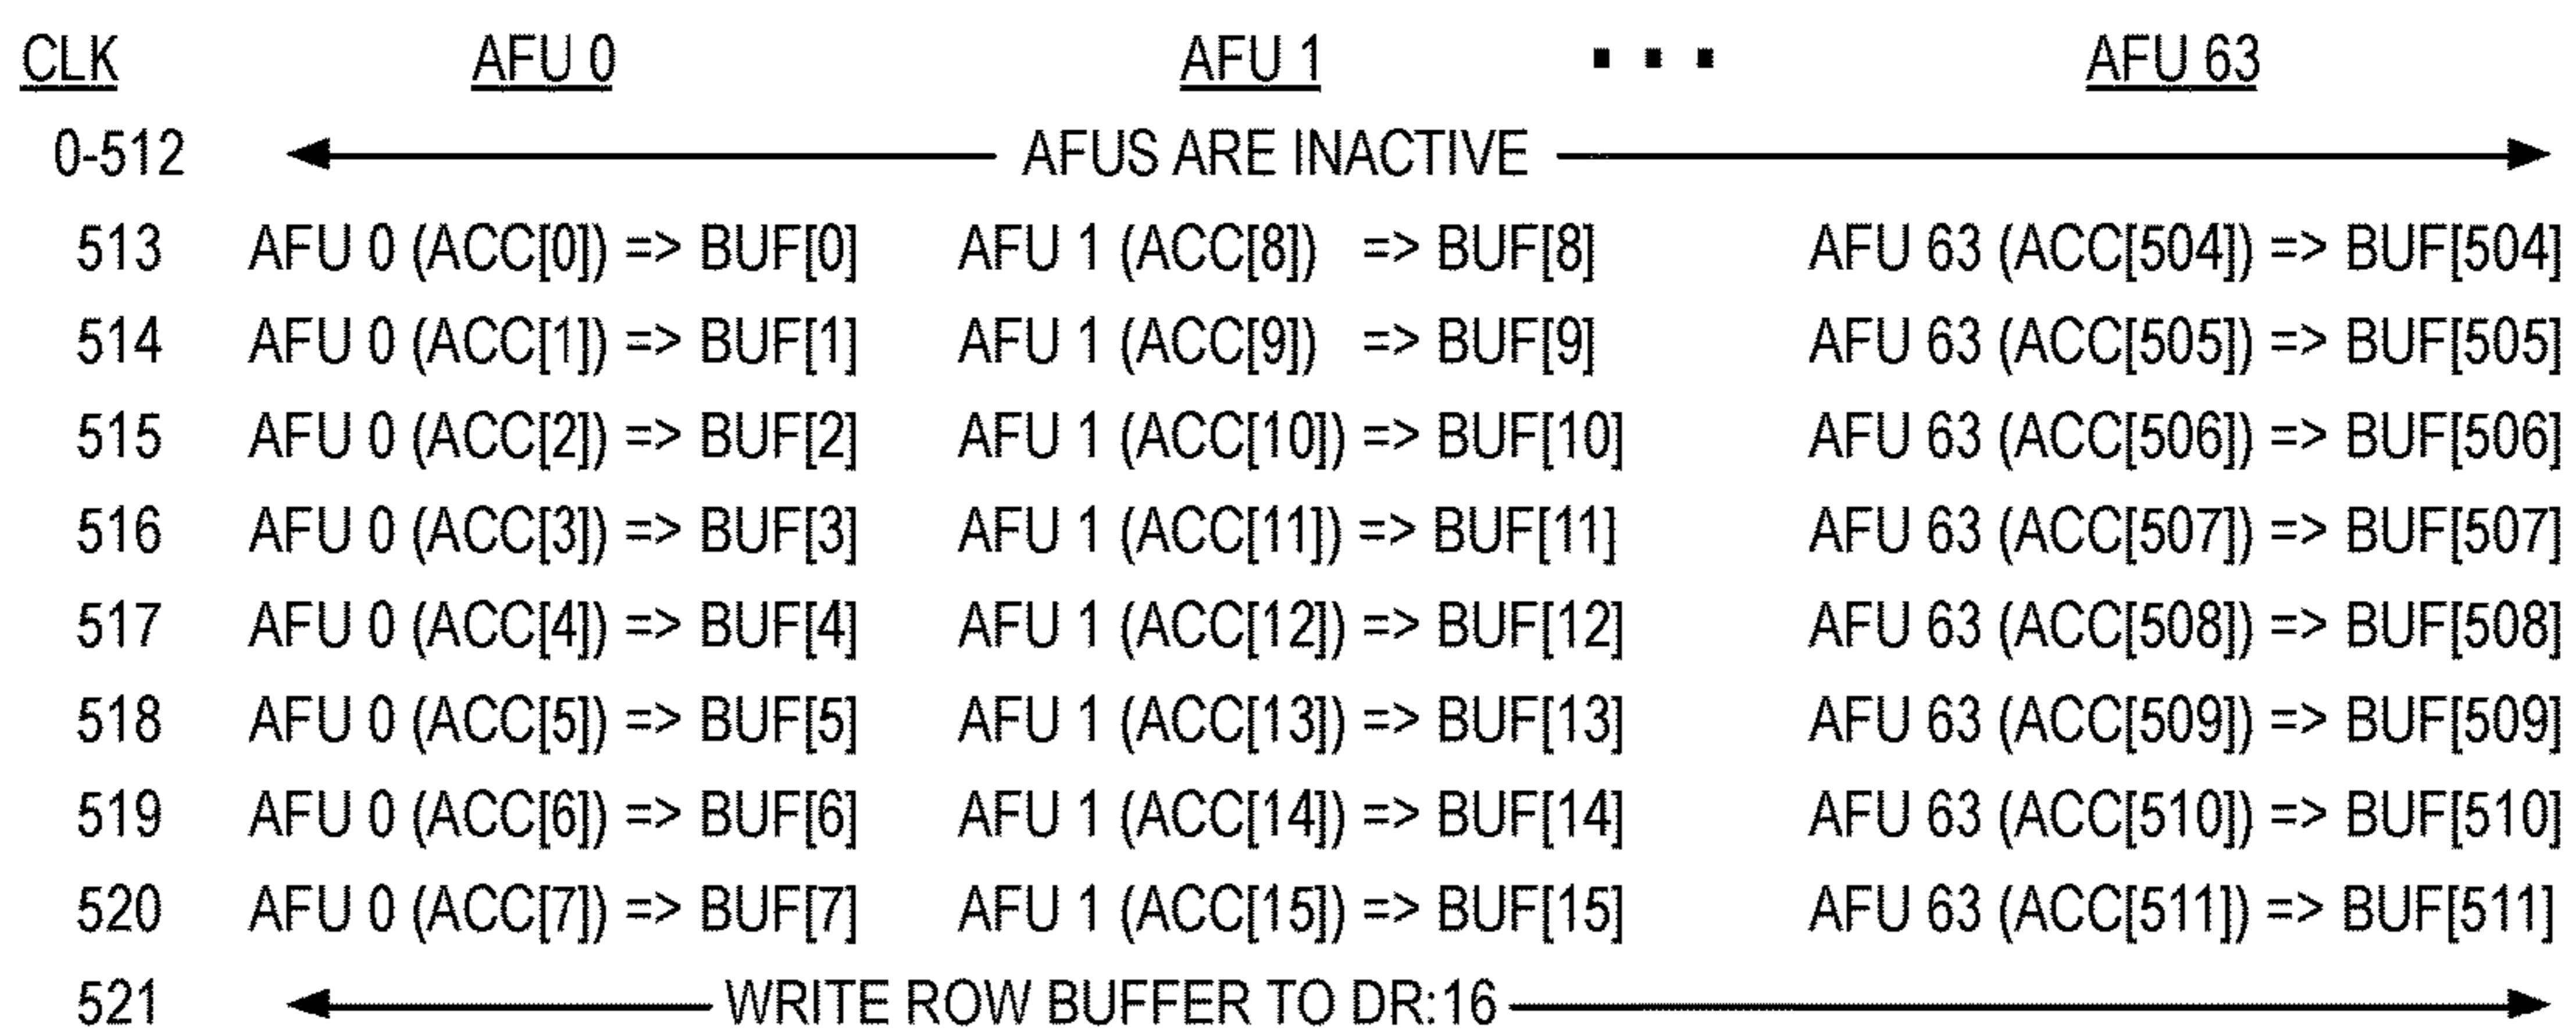 CLK AFU 0 AFU 1 ▪ ▪ ▪ AFU 63
0-512 AFUS ARE INACTIVE
513 AFU 0 (ACC[0]) => BUF[0] AFU 1 (ACC[8]) => BUF[8] AFU 63 (ACC[504]) => BUF[504]
514 AFU 0 (ACC[1]) => BUF[1] AFU 1 (ACC[9]) => BUF[9] AFU 63 (ACC[505]) => BUF[505]
515 AFU 0 (ACC[2]) => BUF[2] AFU 1 (ACC[10]) => BUF[10] AFU 63 (ACC[506]) => BUF[506]
516 AFU 0 (ACC[3]) => BUF[3] AFU 1 (ACC[11]) => BUF[11] AFU 63 (ACC[507]) => BUF[507]
517 AFU 0 (ACC[4]) => BUF[4] AFU 1 (ACC[12]) => BUF[12] AFU 63 (ACC[508]) => BUF[508]
518 AFU 0 (ACC[5]) => BUF[5] AFU 1 (ACC[13]) => BUF[13] AFU 63 (ACC[509]) => BUF[509]
519 AFU 0 (ACC[6]) => BUF[6] AFU 1 (ACC[14]) => BUF[14] AFU 63 (ACC[510]) => BUF[510]
520 AFU 0 (ACC[7]) => BUF[7] AFU 1 (ACC[15]) => BUF[15] AFU 63 (ACC[511]) => BUF[511]
521 WRITE ROW BUFFER TO DR:16